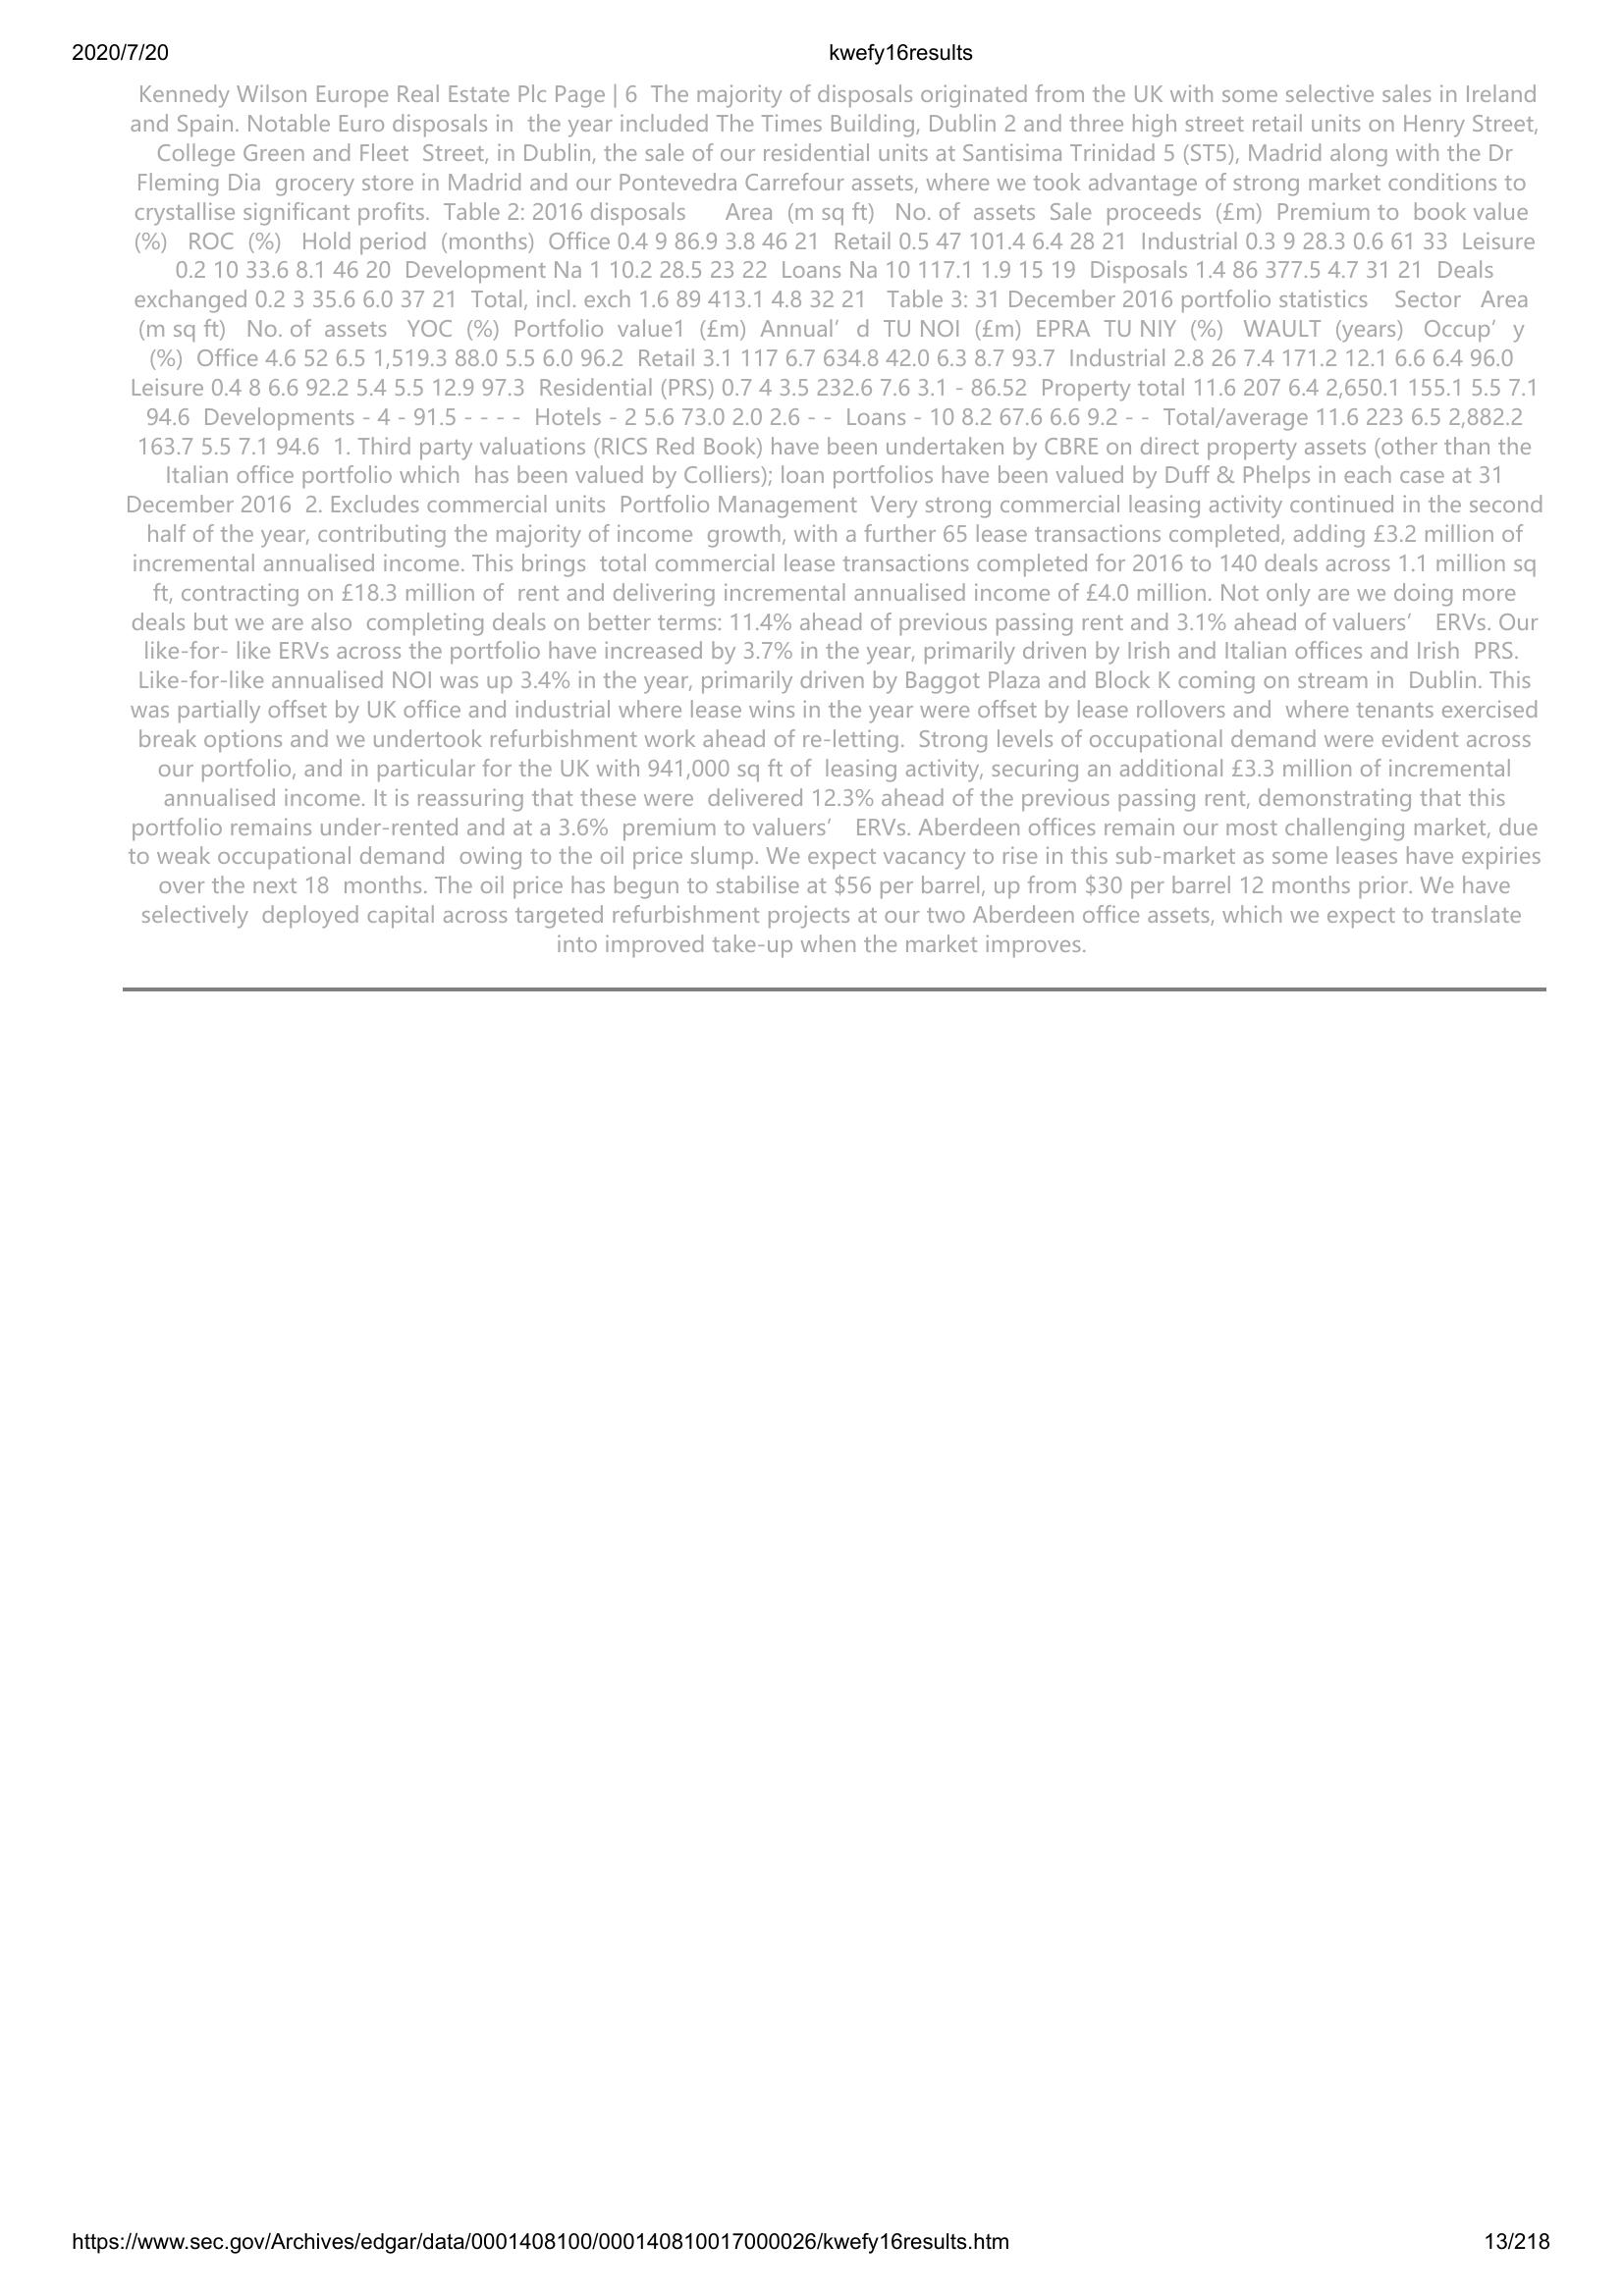 2020/7/20 kwefy16results
Kennedy Wilson Europe Real Estate Plc Page | 6 The majority of disposals originated from the UK with some selective sales in Ireland
and Spain. Notable Euro disposals in the year included The Times Building, Dublin 2 and three high street retail units on Henry Street,
College Green and Fleet Street, in Dublin, the sale of our residential units at Santisima Trinidad 5 (ST5), Madrid along with the Dr
Fleming Dia grocery store in Madrid and our Pontevedra Carrefour assets, where we took advantage of strong market conditions to
crystallise significant profits. Table 2: 2016 disposals Area (m sq ft) No. of assets Sale proceeds (£m) Premium to book value
(%) ROC (%) Hold period (months) Office 0.4 9 86.9 3.8 46 21 Retail 0.5 47 101.4 6.4 28 21 Industrial 0.3 9 28.3 0.6 61 33 Leisure
0.2 10 33.6 8.1 46 20 Development Na 1 10.2 28.5 23 22 Loans Na 10 117.1 1.9 15 19 Disposals 1.4 86 377.5 4.7 31 21 Deals
exchanged 0.2 3 35.6 6.0 37 21 Total, incl. exch 1.6 89 413.1 4.8 32 21 Table 3: 31 December 2016 portfolio statistics Sector Area
(m sq ft) No. of assets YOC (%) Portfolio value1 (£m) Annual’ d TU NOI (£m) EPRA TU NIY (%) WAULT (years) Occup’ y
(%) Office 4.6 52 6.5 1,519.3 88.0 5.5 6.0 96.2 Retail 3.1 117 6.7 634.8 42.0 6.3 8.7 93.7 Industrial 2.8 26 7.4 171.2 12.1 6.6 6.4 96.0
Leisure 0.4 8 6.6 92.2 5.4 5.5 12.9 97.3 Residential (PRS) 0.7 4 3.5 232.6 7.6 3.1 - 86.52 Property total 11.6 207 6.4 2,650.1 155.1 5.5 7.1
94.6 Developments - 4 - 91.5 - - - - Hotels - 2 5.6 73.0 2.0 2.6 - - Loans - 10 8.2 67.6 6.6 9.2 - - Total/average 11.6 223 6.5 2,882.2
163.7 5.5 7.1 94.6 1. Third party valuations (RICS Red Book) have been undertaken by CBRE on direct property assets (other than the
Italian office portfolio which has been valued by Colliers); loan portfolios have been valued by Duff & Phelps in each case at 31
December 2016 2. Excludes commercial units Portfolio Management Very strong commercial leasing activity continued in the second
half of the year, contributing the majority of income growth, with a further 65 lease transactions completed, adding £3.2 million of
incremental annualised income. This brings total commercial lease transactions completed for 2016 to 140 deals across 1.1 million sq
ft, contracting on £18.3 million of rent and delivering incremental annualised income of £4.0 million. Not only are we doing more
deals but we are also completing deals on better terms: 11.4% ahead of previous passing rent and 3.1% ahead of valuers’ ERVs. Our
like-for- like ERVs across the portfolio have increased by 3.7% in the year, primarily driven by Irish and Italian offices and Irish PRS.
Like-for-like annualised NOI was up 3.4% in the year, primarily driven by Baggot Plaza and Block K coming on stream in Dublin. This
was partially offset by UK office and industrial where lease wins in the year were offset by lease rollovers and where tenants exercised
break options and we undertook refurbishment work ahead of re-letting. Strong levels of occupational demand were evident across
our portfolio, and in particular for the UK with 941,000 sq ft of leasing activity, securing an additional £3.3 million of incremental
annualised income. It is reassuring that these were delivered 12.3% ahead of the previous passing rent, demonstrating that this
portfolio remains under-rented and at a 3.6% premium to valuers’ ERVs. Aberdeen offices remain our most challenging market, due
to weak occupational demand owing to the oil price slump. We expect vacancy to rise in this sub-market as some leases have expiries
over the next 18 months. The oil price has begun to stabilise at $56 per barrel, up from $30 per barrel 12 months prior. We have
selectively deployed capital across targeted refurbishment projects at our two Aberdeen office assets, which we expect to translate
into improved take-up when the market improves.
https://www.sec.gov/Archives/edgar/data/0001408100/000140810017000026/kwefy16results.htm 13/218